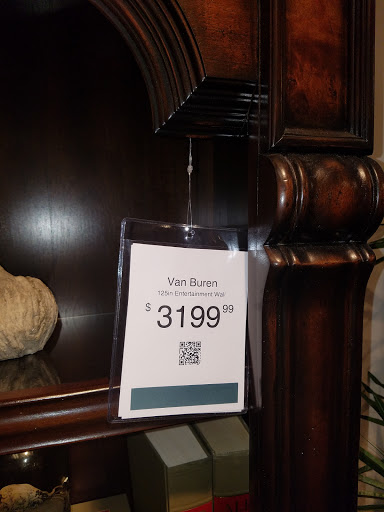 Van Buren
125in Entertainment Wall
$ 3199 99